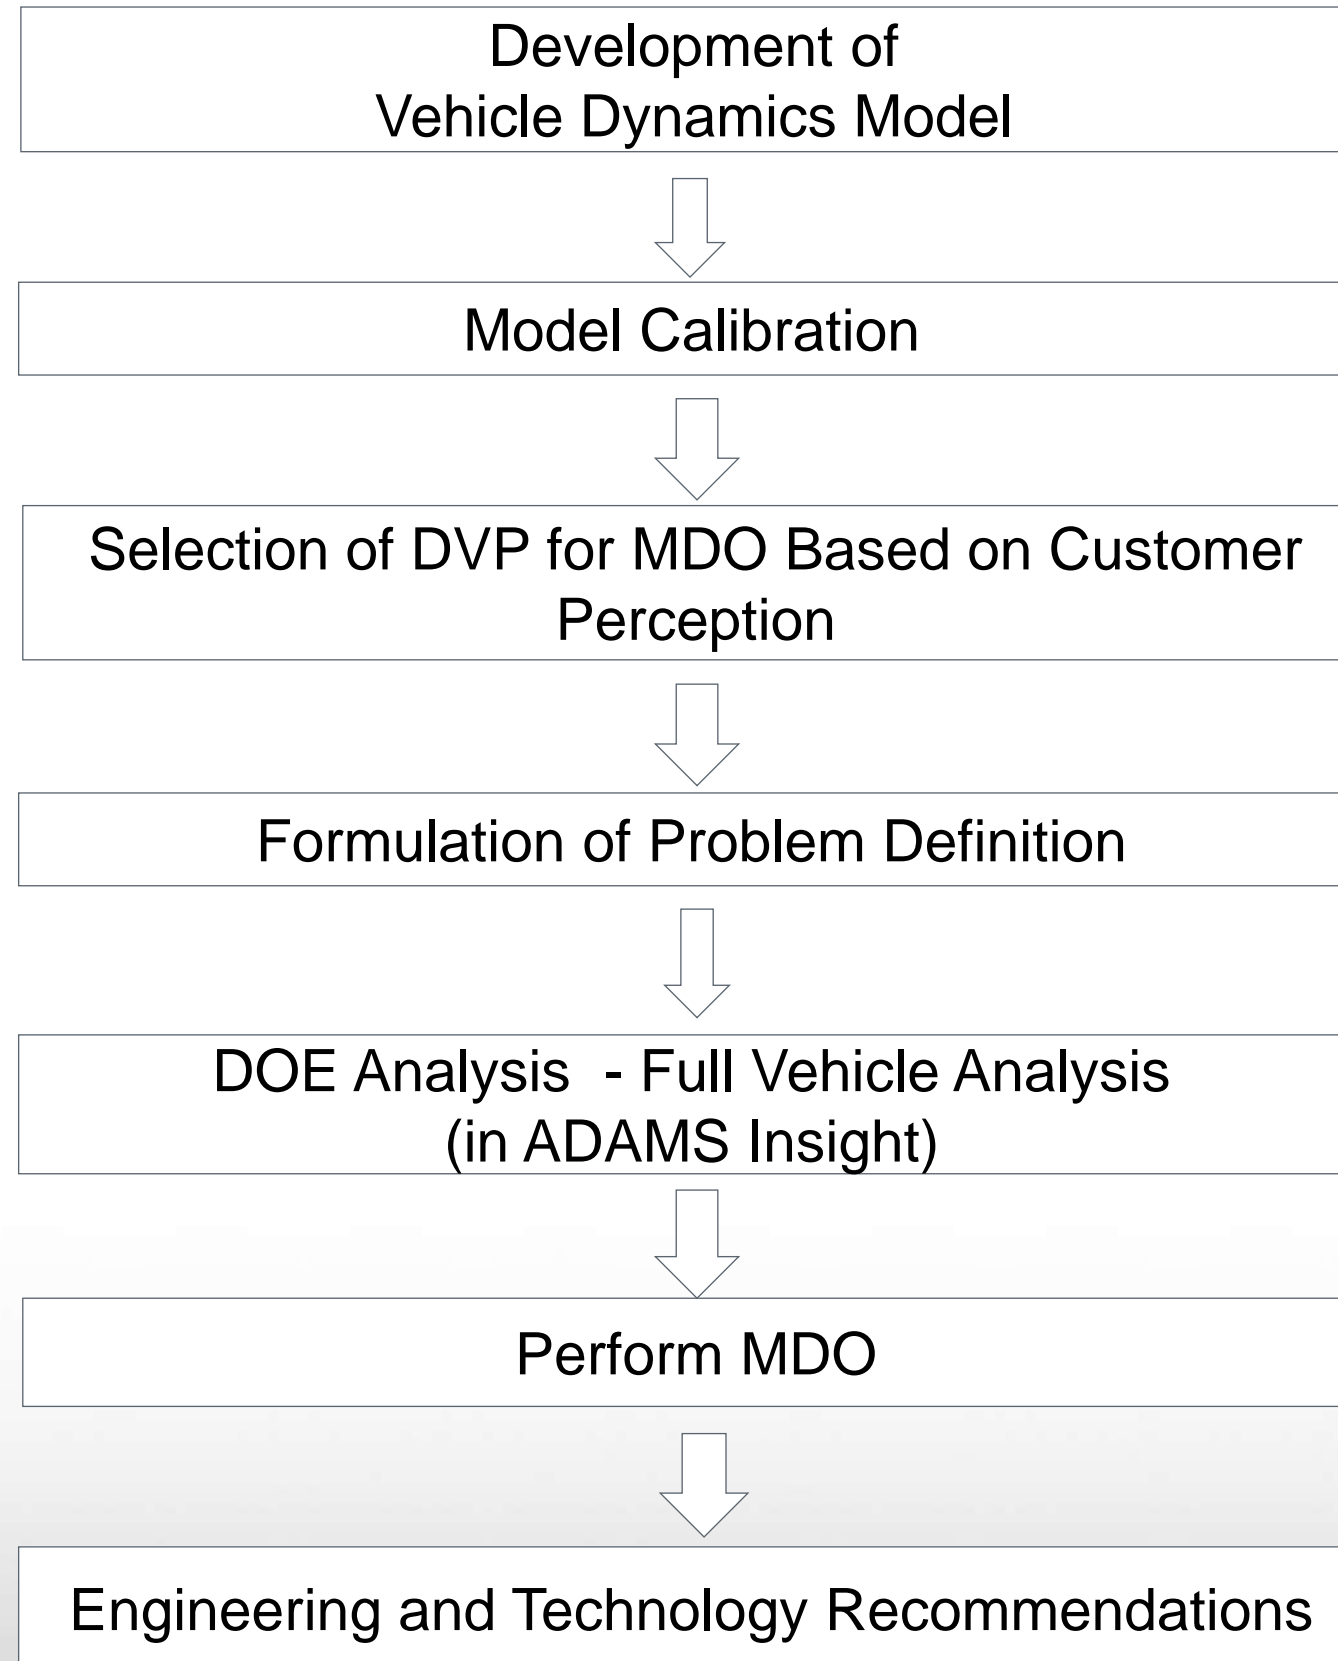 Development of
Vehicle Dynamics Model
Model Calibration
Selection of DVP for MDO Based on Customer
Perception
Formulation of Problem Definition
DOE Analysis  - Full Vehicle Analysis
(in ADAMS Insight)
Perform MDO
Engineering and Technology Recommendations